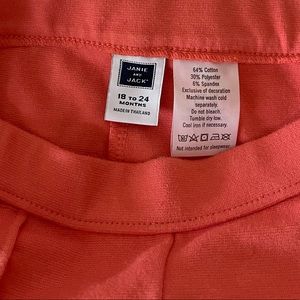 JANIE
AND
JACK
18 TO 24
MONTHS
MADE IN THAILAND
64% Cotton
30% Polyester
6% Spandex
Exclusive of decoration
Machine wash cold
separately.
Do not bleach.
Tumble dry low.
Cool iron if necessary.
Not intended for sleepwear